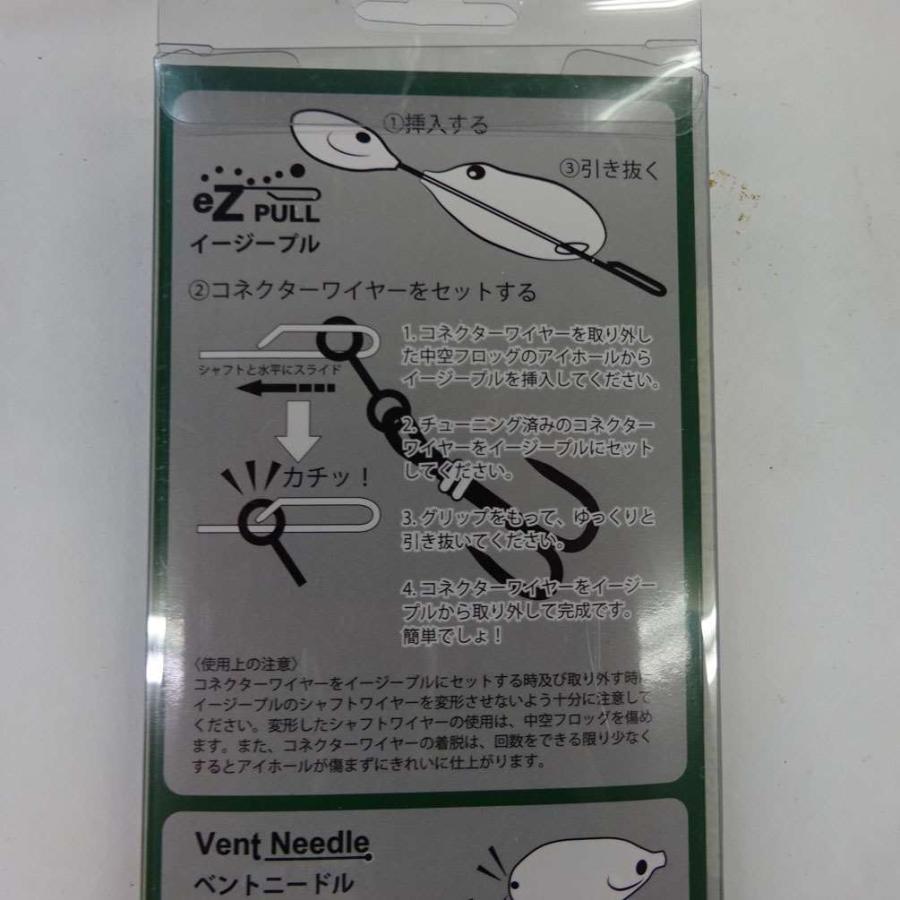 ①挿入する
③引き抜く
eZ PULL
イージープル
②コネクターワイヤーをセットする
シャフトと水平にスライド
カチッ！
1. コネクターワイヤーを取り外し
た中空フロッグのアイホールから
イージープルを挿入してください。
2. チューニング済みのコネクター
ワイヤーをイージープルにセット
してください。
3. グリップをもって、ゆっくりと
引き抜いてください。
4. コネクターワイヤーをイージー
プルから取り外して完成です。
簡単でしょ！
〈使用上の注意〉
コネクターワイヤーをイージープルにセットする時及び取り外す時に
イージープルのシャフトワイヤーを変形させないよう十分に注意して
ください。変形したシャフトワイヤーの使用は、中空フロッグを傷め
ます。また、コネクターワイヤーの着脱は、回数をできる限り少なく
するとアイホールが傷まずにきれいに仕上がります。
Vent Needle
ベントニードル